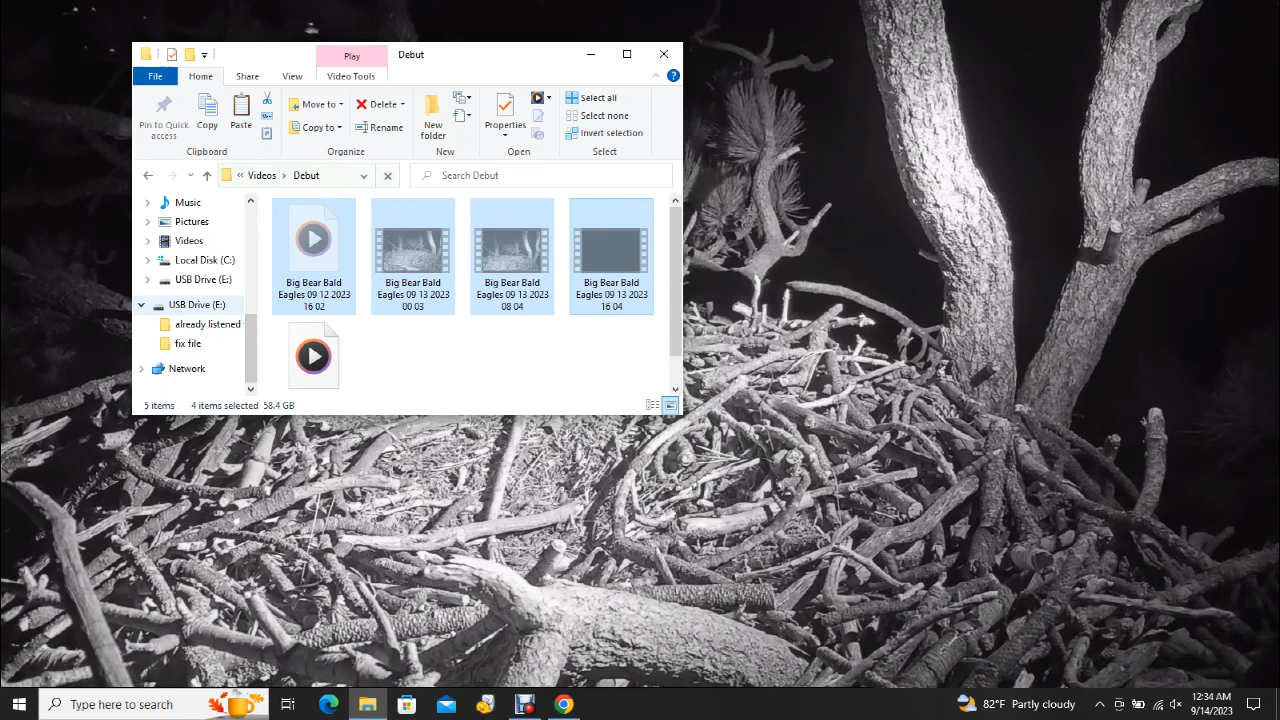 Play
Debut
File
Home
Share
View
Video Tools
Pin to Quick
access
Copy
Paste
Move to
Copy to
Delete
Rename
New
folder
Properties
Select all
Select none
Invert selection
Clipboard
Organize
New
Open
Select
« Videos > Debut
Search Debut
Music
Pictures
Videos
Local Disk (C:)
USB Drive (E:)
USB Drive (E:)
already listened
fix file
Network
Big Bear Bald
Eagles 09 12 2023
16 02
Big Bear Bald
Eagles 09 13 2023
00 03
Big Bear Bald
Eagles 09 13 2023
08 04
Big Bear Bald
Eagles 09 13 2023
16 04
5 items
4 items selected 58.4 GB
Type here to search
82°F Partly cloudy
12:34 AM
9/14/2023